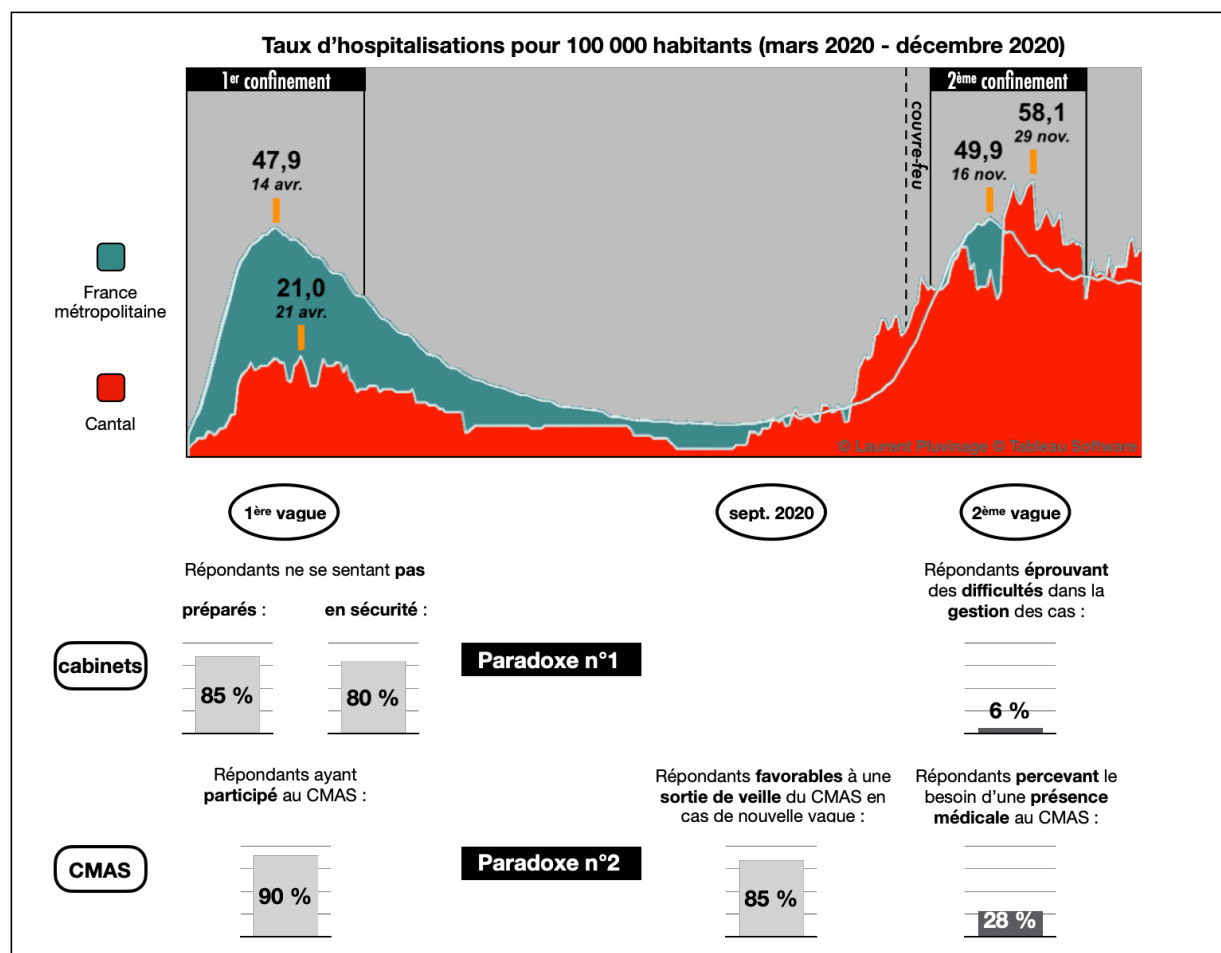 Taux d'hospitalisations pour 100 000 habitants (mars 2020 - décembre 2020)
1er confinement
2ème confinement
couvre-feu
47,9
14 avr.
21,0
21 avr.
49,9
16 nov.
58,1
29 nov.
France
métropolitaine
Cantal
© Laurent Pluvinage © Tableau Software
1ère vague
sept. 2020
2ème vague
Répondants ne se sentant pas
préparés :
en sécurité :
Répondants éprouvant
des difficultés dans la
gestion des cas :
cabinets
85 %
80 %
Paradoxe n°1
6 %
Répondants ayant
participé au CMAS :
Répondants favorables à une
sortie de veille du CMAS en
cas de nouvelle vague :
Répondants percevant le
besoin d'une présence
médicale au CMAS :
CMAS
90 %
Paradoxe n°2
85 %
28 %